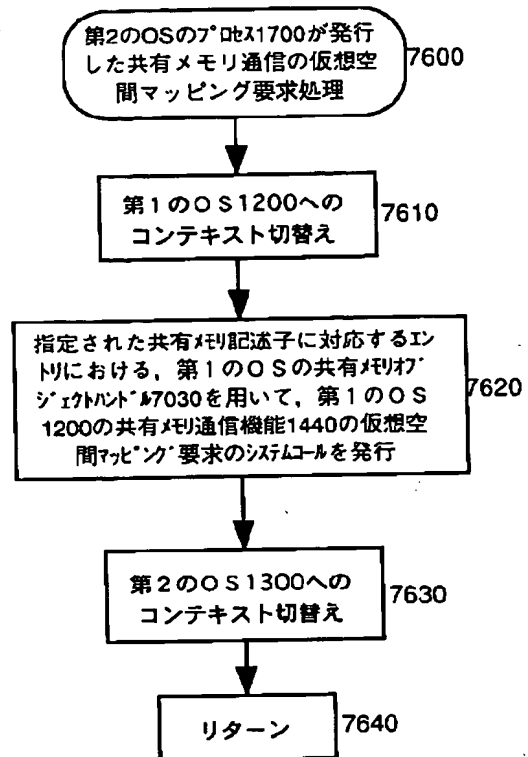 第2のOSのプロセス1700が発行
した共有メモリ通信の仮想空
間マッピング要求処理
7600
第1のOS1200への
コンテキスト切替え
7610
指定された共有メモリ記述子に対応するエン
トリにおける，第1のOSの共有メモリオブ
ジェクトハンドル7030を用いて，第1のOS
1200の共有メモリ通信機能1440の仮想空
間マッピング要求のシステムコールを発行
7620
第2のOS1300への
コンテキスト切替え
7630
リターン
7640